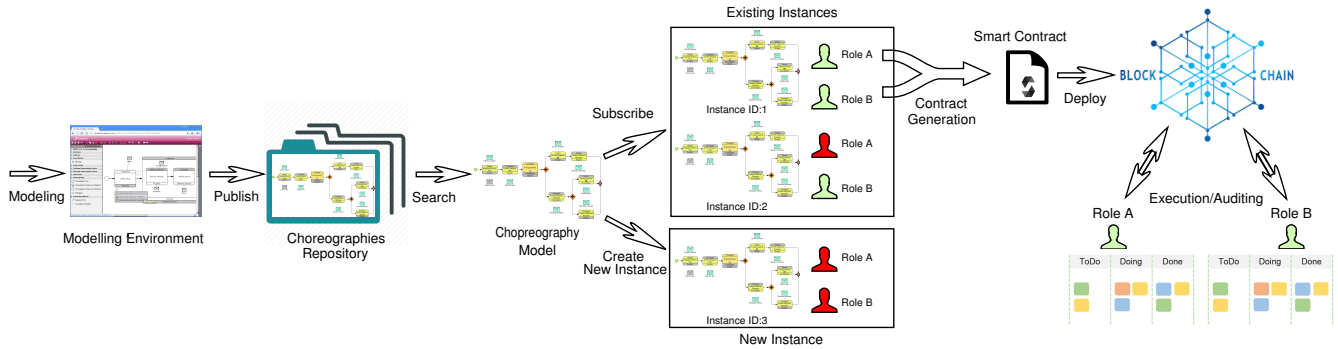 Modeling
Modelling Environment
Publish
Choreographies
Repository
Search
Chopreography
Model
Subscribe
Create
New Instance
Existing Instances
Role A
Role B
Instance ID:1
Role A
Role B
Instance ID:2
Role A
Role B
Instance ID:3
New Instance
Contract
Generation
Smart Contract
Deploy
BLOCK CHAIN
Execution/Auditing
Role A
ToDo Doing Done
Role B
ToDo Doing Done